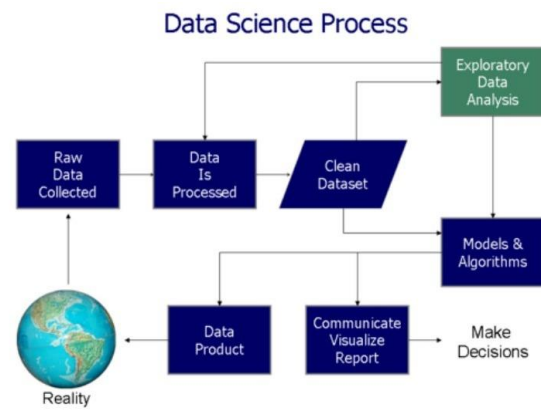 Data Science Process
Exploratory
Data
Analysis
Raw
Data
Collected
Data
Is
Processed
Clean
Dataset
Models &
Algorithms
Data
Product
Communicate
Visualize
Report
Make
Decisions
Reality